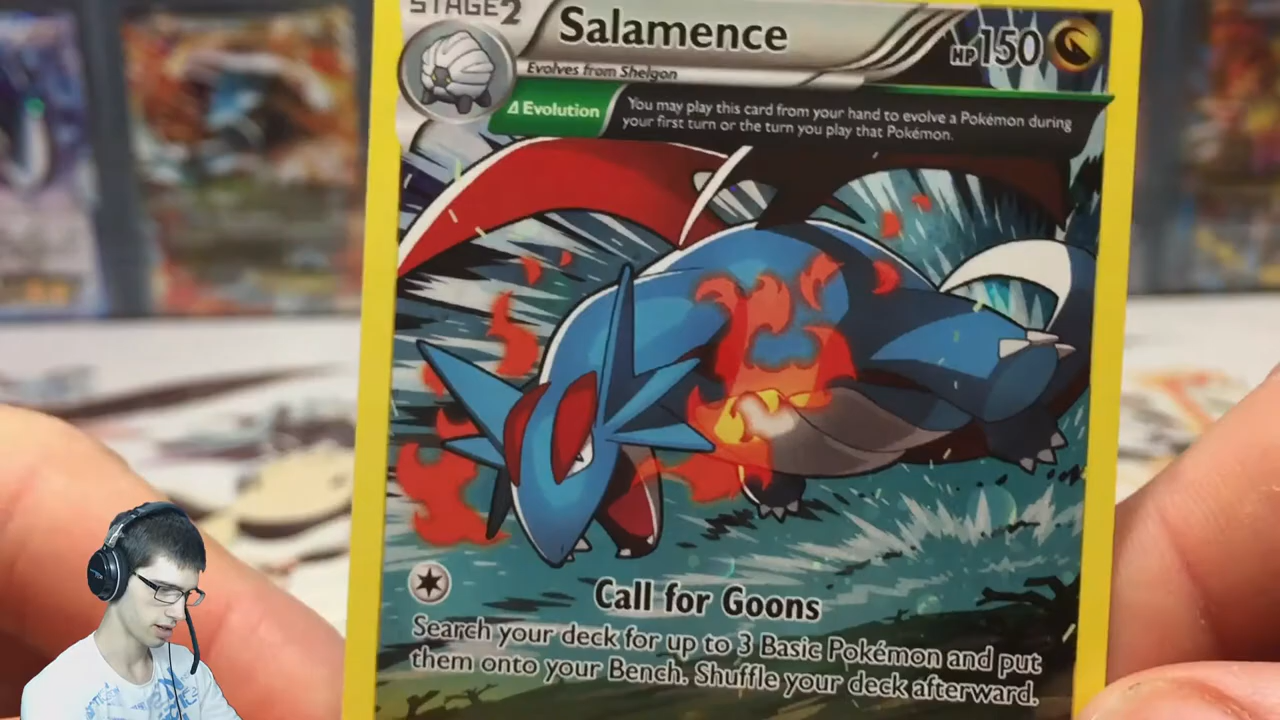 STAGE2
Salamence
HP150
Evolves from Shelgon
Δ Evolution
You may play this card from your hand to evolve a Pokémon during
your first turn or the turn you play that Pokémon.
Call for Goons
Search your deck for up to 3 Basic Pokémon and put
them onto your Bench. Shuffle your deck afterward.